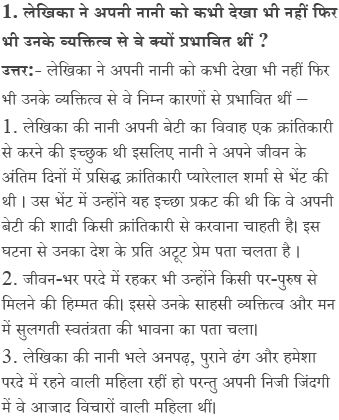 1. लेखिका ने अपनी नानी को कभी देखा भी नहीं फिर
भी उनके व्यक्तित्व से वे क्यों प्रभावित थीं ?
उत्तर:- लेखिका ने अपनी नानी को कभी देखा भी नहीं फिर
भी उनके व्यक्तित्व से वे निम्न कारणों से प्रभावित थीं –
1. लेखिका की नानी अपनी बेटी का विवाह एक क्रांतिकारी
से करने की इच्छुक थी इसलिए नानी ने अपने जीवन के
अंतिम दिनों में प्रसिद्ध क्रांतिकारी प्यारेलाल शर्मा से भेंट की
थी । उस भेंट में उन्होंने यह इच्छा प्रकट की थी कि वे अपनी
बेटी की शादी किसी क्रांतिकारी से करवाना चाहती है। इस
घटना से उनका देश के प्रति अटूट प्रेम पता चलता है ।
2. जीवन-भर परदे में रहकर भी उन्होंने किसी पर-पुरुष से
मिलने की हिम्मत की। इससे उनके साहसी व्यक्तित्व और मन
में सुलगती स्वतंत्रता की भावना का पता चला।
3. लेखिका की नानी भले अनपढ़, पुराने ढंग और हमेशा
परदे में रहने वाली महिला रहीं हो परन्तु अपनी निजी जिंदगी
में वे आजाद विचारों वाली महिला थीं।